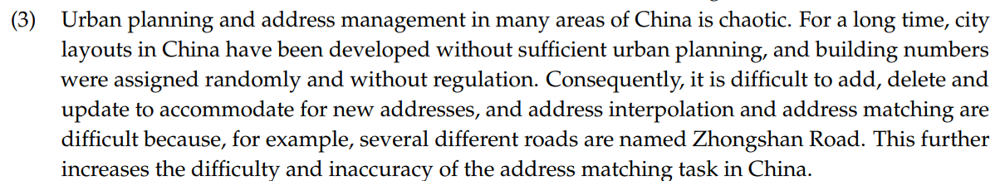 (3) Urban planning and address management in many areas of China is chaotic. For a long time, city
layouts in China have been developed without sufficient urban planning, and building numbers
were assigned randomly and without regulation. Consequently, it is difficult to add, delete and
update to accommodate for new addresses, and address interpolation and address matching are
difficult because, for example, several different roads are named Zhongshan Road. This further
increases the difficulty and inaccuracy of the address matching task in China.